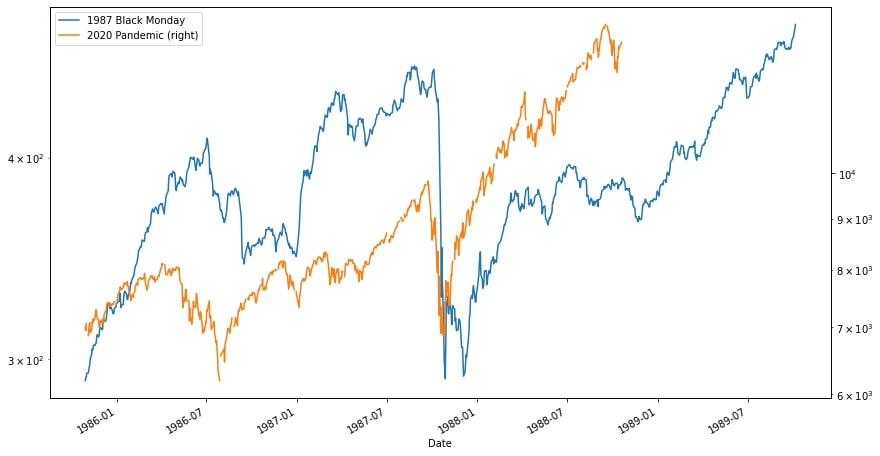 1987 Black Monday
2020 Pandemic (right)
4 × 10²
3 × 10²
10⁴
9 × 10³
8 × 10³
7 × 10³
6 × 10³
1986-01
1986-07
1987-01
1987-07
1988-01
1988-07
1989-01
1989-07
Date